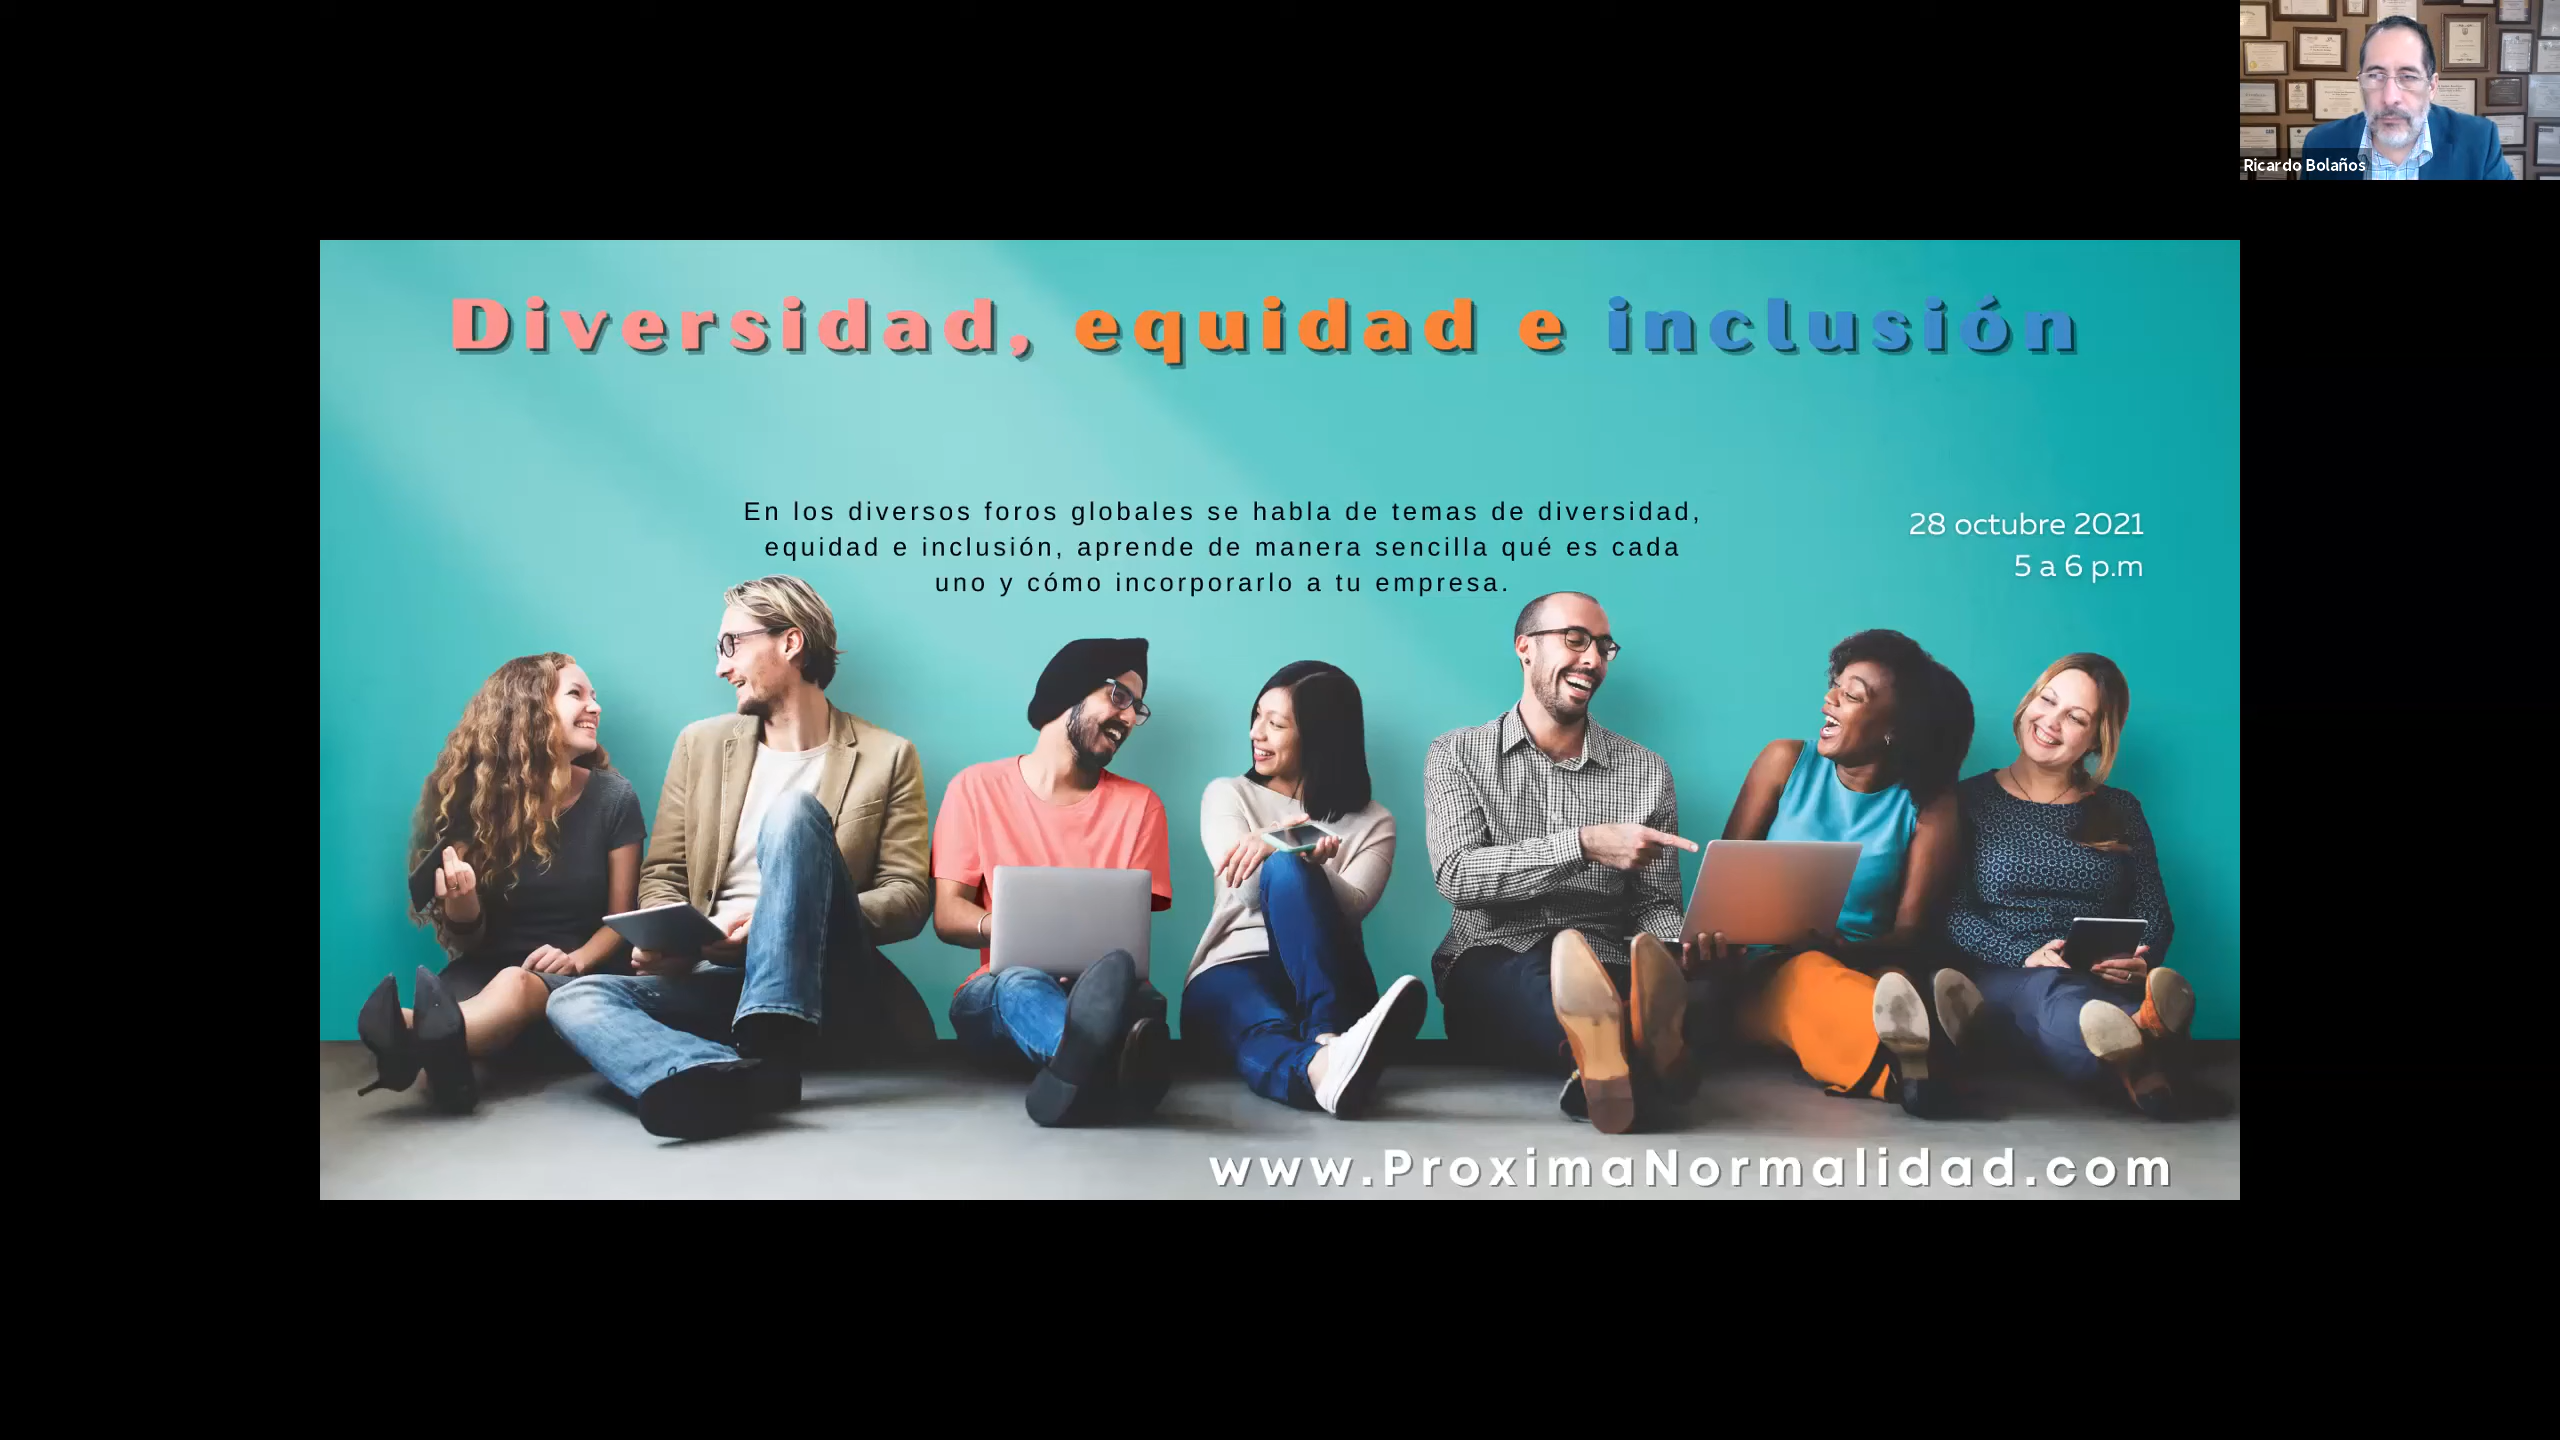 Ricardo Bolaños
Diversidad, equidad e inclusión
En los diversos foros globales se habla de temas de diversidad,
equidad e inclusión, aprende de manera sencilla qué es cada
uno y cómo incorporarlo a tu empresa.
28 octubre 2021
5 a 6 p.m
www.ProximaNormalidad.com